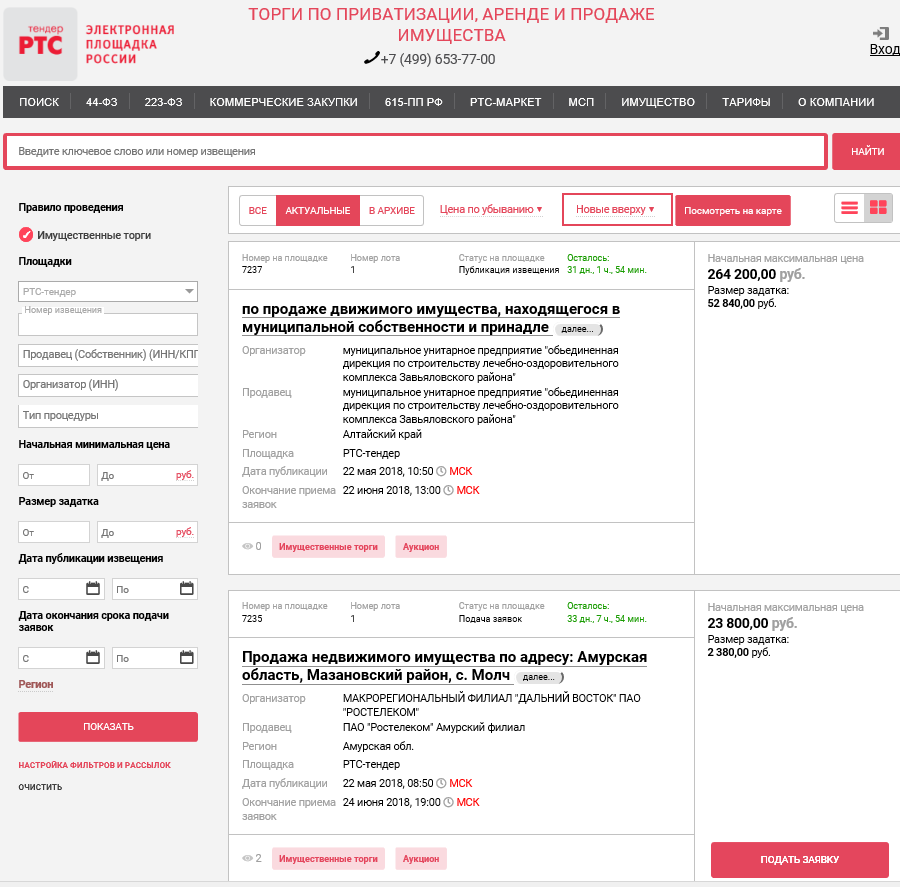 тендер
РТС
ЭЛЕКТРОННАЯ
ПЛОЩАДКА
РОССИИ
ТОРГИ ПО ПРИВАТИЗАЦИИ, АРЕНДЕ И ПРОДАЖЕ
ИМУЩЕСТВА
+7 (499) 653-77-00
Вход
ПОИСК 44-ФЗ 223-ФЗ КОММЕРЧЕСКИЕ ЗАКУПКИ 615-ПП РФ РТС-МАРКЕТ МСП ИМУЩЕСТВО ТАРИФЫ О КОМПАНИИ
Введите ключевое слово или номер извещения
НАЙТИ
Правило проведения
Имущественные торги
Площадки
РТС-тендер
Номер извещения
Продавец (Собственник) (ИНН/КПП
Организатор (ИНН)
Тип процедуры
Начальная минимальная цена
От До руб.
Размер задатка
От До руб.
Дата публикации извещения
С По
Дата окончания срока подачи
заявок
С По
Регион
ПОКАЗАТЬ
НАСТРОЙКА ФИЛЬТРОВ И РАССЫЛОК
ОЧИСТИТЬ
ВСЕ АКТУАЛЬНЫЕ В АРХИВЕ Цена по убыванию Новые вверху Посмотреть на карте
Номер на площадке Номер лота Статус на площадке Осталось:
7237 1 Публикация извещения 31 дн., 1 ч., 54 мин.
по продаже движимого имущества, находящегося в
муниципальной собственности и принадле далее...
Организатор муниципальное унитарное предприятие "обьединенная
дирекция по строительству лечебно-оздоровительного
комплекса Завьяловского района"
Продавец муниципальное унитарное предприятие "обьединенная
дирекция по строительству лечебно-оздоровительного
комплекса Завьяловского района"
Регион Алтайский край
Площадка РТС-тендер
Дата публикации 22 мая 2018, 10:50 МСК
Окончание приема 22 июня 2018, 13:00 МСК
заявок
0 Имущественные торги Аукцион
Начальная максимальная цена
264 200,00 руб.
Размер задатка:
52 840,00 руб.
Номер на площадке Номер лота Статус на площадке Осталось:
7235 1 Подача заявок 33 дн., 7 ч., 54 мин.
Продажа недвижимого имущества по адресу: Амурская
область, Мазановский район, с. Молч далее...
Организатор МАКРОРЕГИОНАЛЬНЫЙ ФИЛИАЛ "ДАЛЬНИЙ ВОСТОК" ПАО
"РОСТЕЛЕКОМ"
Продавец ПАО "Ростелеком" Амурский филиал
Регион Амурская обл.
Площадка РТС-тендер
Дата публикации 22 мая 2018, 08:50 МСК
Окончание приема 24 июня 2018, 19:00 МСК
заявок
2 Имущественные торги Аукцион
Начальная максимальная цена
23 800,00 руб.
Размер задатка:
2 380,00 руб.
ПОДАТЬ ЗАЯВКУ